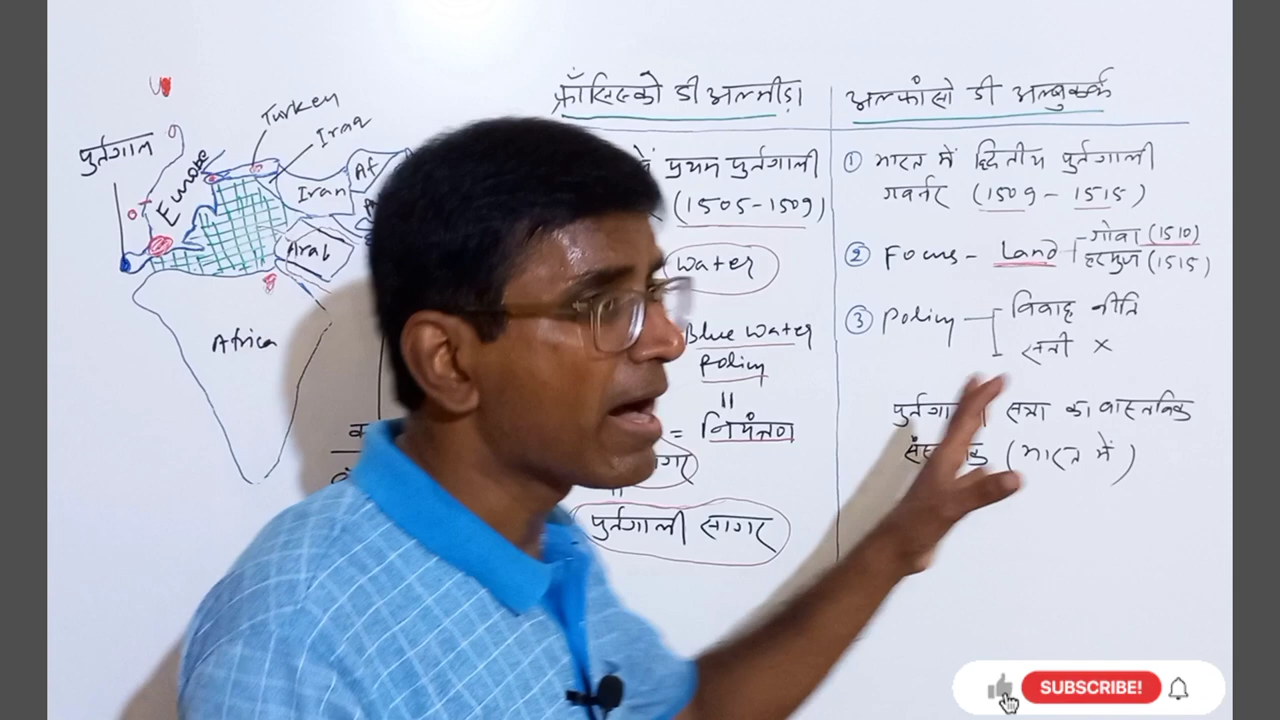 पुर्तगाल
Turkey
Iraq
Europe
Iran
Af
Arab
Africa
फ्राँसिस्को डी अल्मीड़ा
प्रथम पुर्तगाली
(1505-1509)
Water
Blue Water
Policy
=
= नियंत्रण
पुर्तगाली सागर
अल्फांसो डी अल्बुकर्क
① भारत में द्वितीय पुर्तगाली
गवर्नर (1509 - 1515)
② Focus - Land गोवा (1510)
हरमुज (1515)
③ Policy विवाह नीति
सती ×
सत्ता का वास्तविक
(भारत में)
SUBSCRIBE!